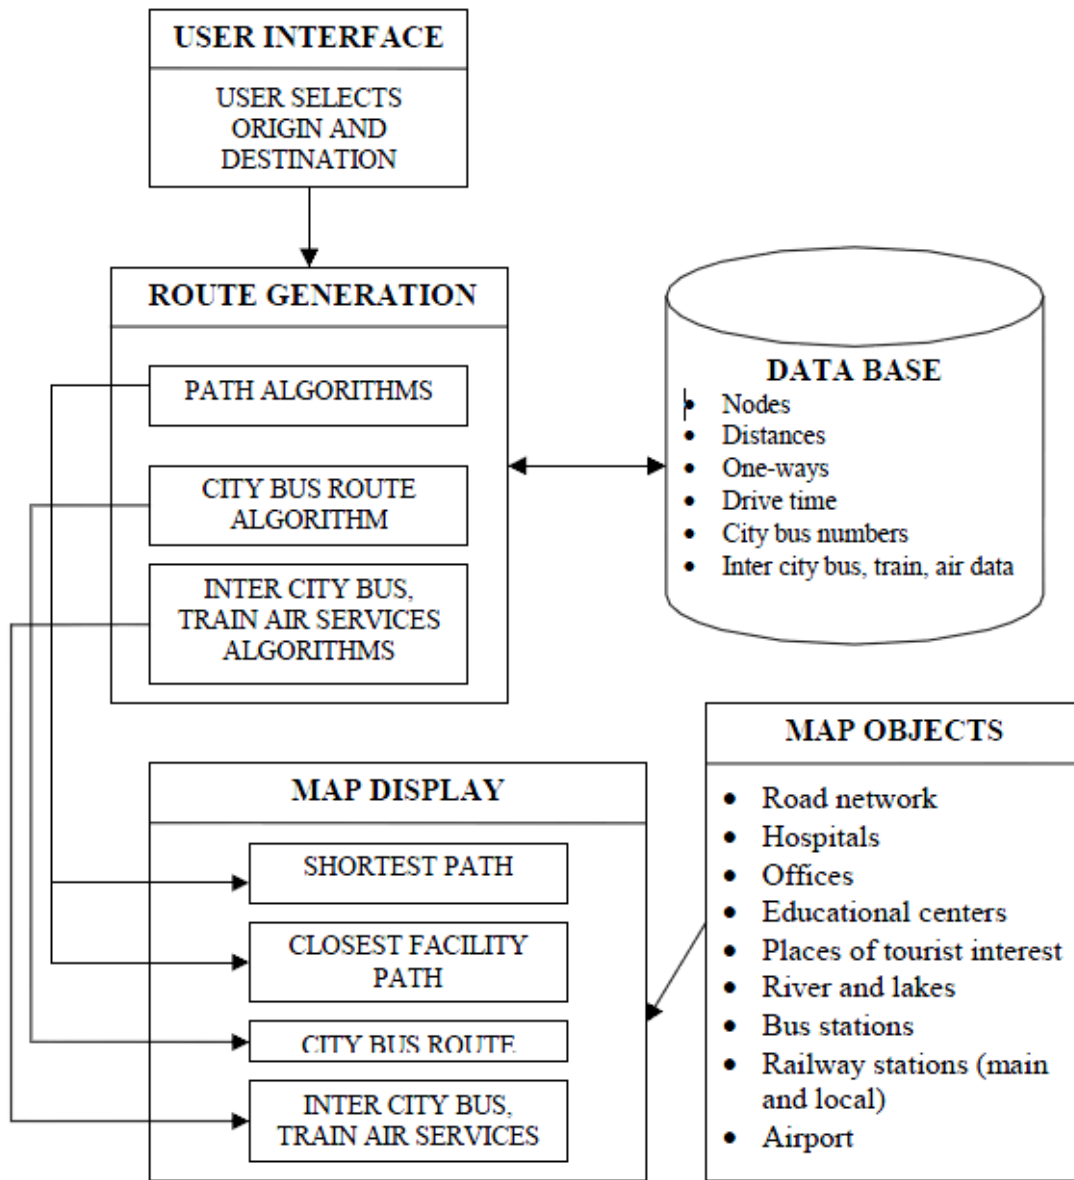 USER INTERFACE
USER SELECTS
ORIGIN AND
DESTINATION
ROUTE GENERATION
PATH ALGORITHMS
CITY BUS ROUTE
ALGORITHM
INTER CITY BUS,
TRAIN AIR SERVICES
ALGORITHMS
DATA BASE
• Nodes
• Distances
• One-ways
• Drive time
• City bus numbers
• Inter city bus, train, air data
MAP DISPLAY
SHORTEST PATH
CLOSEST FACILITY
PATH
CITY BUS ROUTE
INTER CITY BUS,
TRAIN AIR SERVICES
MAP OBJECTS
• Road network
• Hospitals
• Offices
• Educational centers
• Places of tourist interest
• River and lakes
• Bus stations
• Railway stations (main
and local)
• Airport